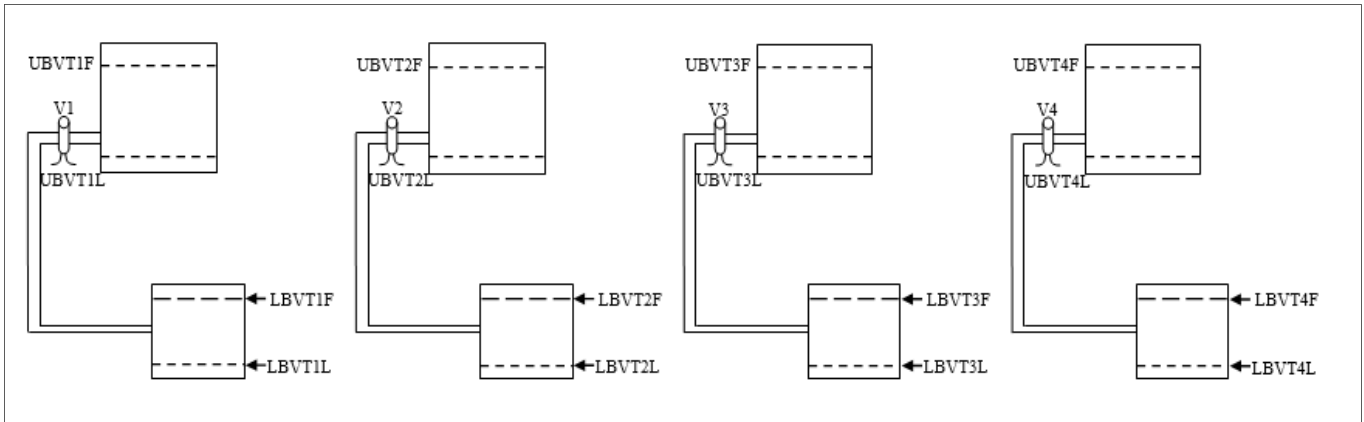 UBVT1F
UBVT2F
UBVT3F
UBVT4F
V1
V2
V3
V4
UBVT1L
UBVT2L
UBVT3L
UBVT4L
LBVT1F
LBVT2F
LBVT3F
LBVT4F
LBVT1L
LBVT2L
LBVT3L
LBVT4L